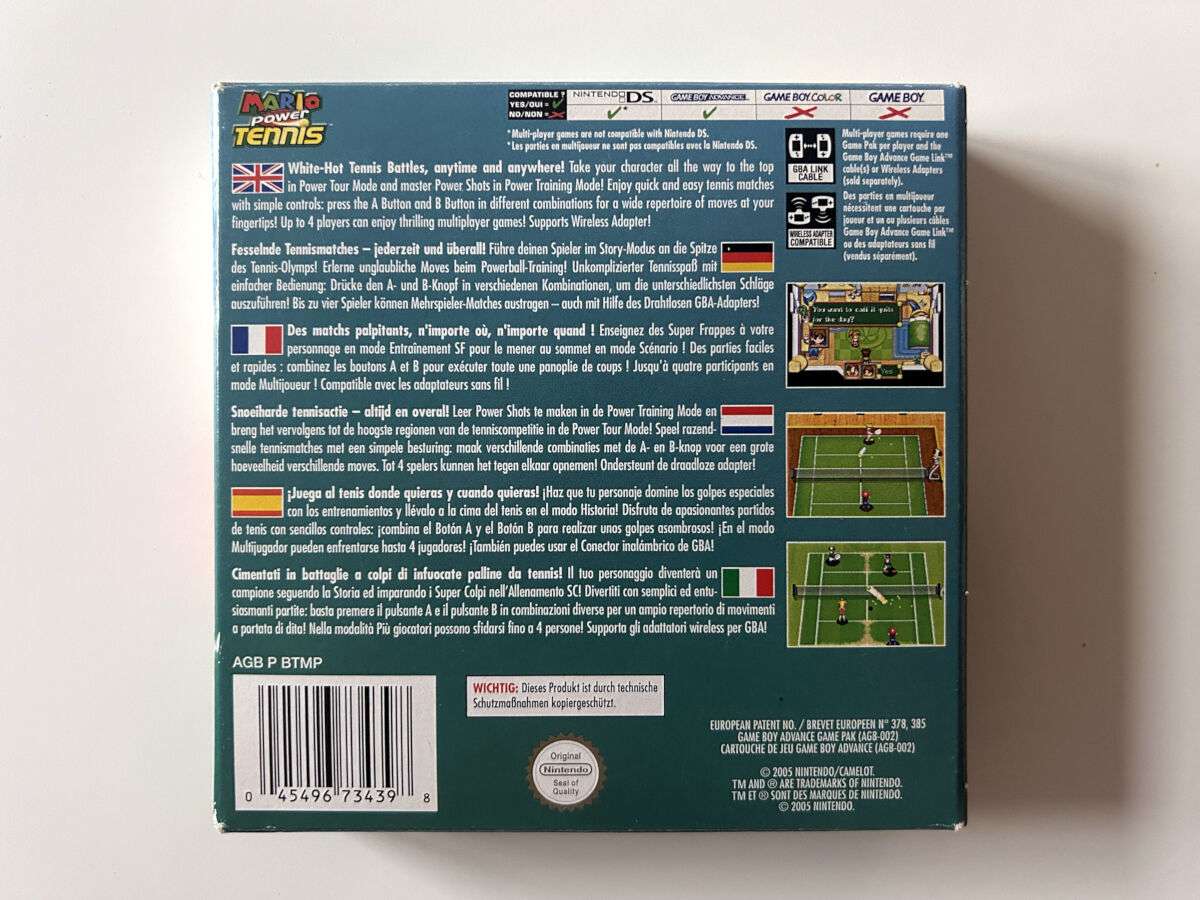 MARIO
POWER
TENNIS
COMPATIBLE ?
YES/OUI =
NO/NON =
NINTENDO DS™
GAME BOY ADVANCE™
GAME BOY COLOR
GAME BOY™
*
*Multi-player games are not compatible with Nintendo DS.
*Les parties en multijoueur ne sont pas compatibles avec la Nintendo DS.
White-Hot Tennis Battles, anytime and anywhere! Take your character all the way to the top
in Power Tour Mode and master Power Shots in Power Training Mode! Enjoy quick and easy tennis matches
with simple controls: press the A Button and B Button in different combinations for a wide repertoire of moves at your
fingertips! Up to 4 players can enjoy thrilling multiplayer games! Supports Wireless Adapter!
Fesselnde Tennismatches – jederzeit und überall! Führe deinen Spieler im Story-Modus an die Spitze
des Tennis-Olymps! Erlerne unglaubliche Moves beim Powerball-Training! Unkomplizierter Tennisspaß mit
einfacher Bedienung: Drücke den A- und B-Knopf in verschiedenen Kombinationen, um die unterschiedlichsten Schläge
auszuführen! Bis zu vier Spieler können Mehrspieler-Matches austragen – auch mit Hilfe des Drahtlosen GBA-Adapters!
Des matchs palpitants, n'importe où, n'importe quand ! Enseignez des Super Frappes à votre
personnage en mode Entraînement SF pour le mener au sommet en mode Scénario ! Des parties faciles
et rapides : combinez les boutons A et B pour exécuter toute une panoplie de coups ! Jusqu'à quatre participants en
mode Multijoueur ! Compatible avec les adaptateurs sans fil !
Snoeiharde tennisactie – altijd en overal! Leer Power Shots te maken in de Power Training Mode en
breng het vervolgens tot de hoogste regionen van de tenniscompetitie in de Power Tour Mode! Speel razend-
snelle tennismatches met een simpele besturing: maak verschillende combinaties met de A- en B-knop voor een grote
hoeveelheid verschillende moves. Tot 4 spelers kunnen het tegen elkaar opnemen! Ondersteunt de draadloze adapter!
¡Juega al tenis donde quieras y cuando quieras! ¡Haz que tu personaje domine los golpes especiales
con los entrenamientos y llévalo a la cima del tenis en el modo Historia! Disfruta de apasionantes partidos
de tenis con sencillos controles: ¡combina el Botón A y el Botón B para realizar unos golpes asombrosos! ¡En el modo
Multijugador pueden enfrentarse hasta 4 jugadores! ¡También puedes usar el Conector inalámbrico de GBA!
Cimentati in battaglie a colpi di infuocate palline da tennis! Il tuo personaggio diventerà un
campione seguendo la Storia ed imparando i Super Colpi nell'Allenamento SC! Divertiti con semplici ed entu-
siasmanti partite: basta premere il pulsante A e il pulsante B in combinazioni diverse per un ampio repertorio di movimenti
a portata di dita! Nella modalità Più giocatori possono sfidarsi fino a 4 persone! Supporta gli adattatori wireless per GBA!
GBA LINK
CABLE
Multi-player games require one
Game Pak per player and the
Game Boy Advance Game Link™
cable(s) or Wireless Adapters
(sold separately).
WIRELESS ADAPTER
COMPATIBLE
Des parties en multijoueur
nécessitent une cartouche par
joueur et un ou plusieurs câbles
Game Boy Advance Game Link™
ou des adaptateurs sans fil
(vendus séparément).
You want to call it quits
for the day?
Yes
AGB P BTMP
0 45496 73439 8
WICHTIG: Dieses Produkt ist durch technische
Schutzmaßnahmen kopiergeschützt.
Original
Nintendo
Seal of
Quality
EUROPEAN PATENT NO. / BREVET EUROPEEN N° 378, 385
GAME BOY ADVANCE GAME PAK (AGB-002)
CARTOUCHE DE JEU GAME BOY ADVANCE (AGB-002)
© 2005 NINTENDO/CAMELOT.
TM AND ® ARE TRADEMARKS OF NINTENDO.
TM ET ® SONT DES MARQUES DE NINTENDO.
© 2005 NINTENDO.